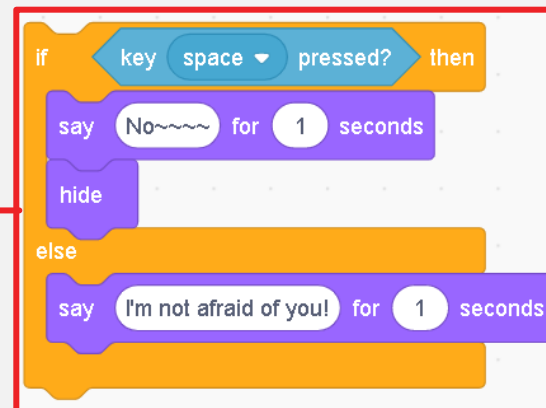 if key space pressed? then
say No~~~~ for 1 seconds
hide
else
say I'm not afraid of you! for 1 seconds